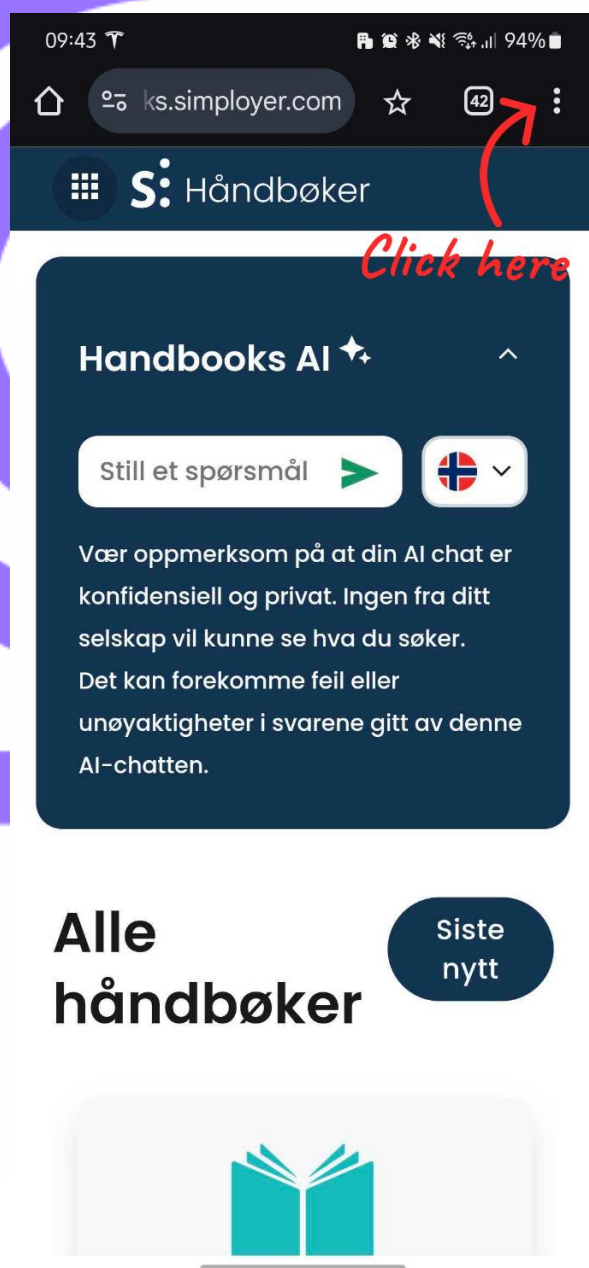 09:43
94%
ks.simployer.com
42
S: Håndbøker
Click here
Handbooks AI
Still et spørsmål
Vær oppmerksom på at din AI chat er
konfidensiell og privat. Ingen fra ditt
selskap vil kunne se hva du søker.
Det kan forekomme feil eller
unøyaktigheter i svarene gitt av denne
AI-chatten.
Alle
håndbøker
Siste
nytt